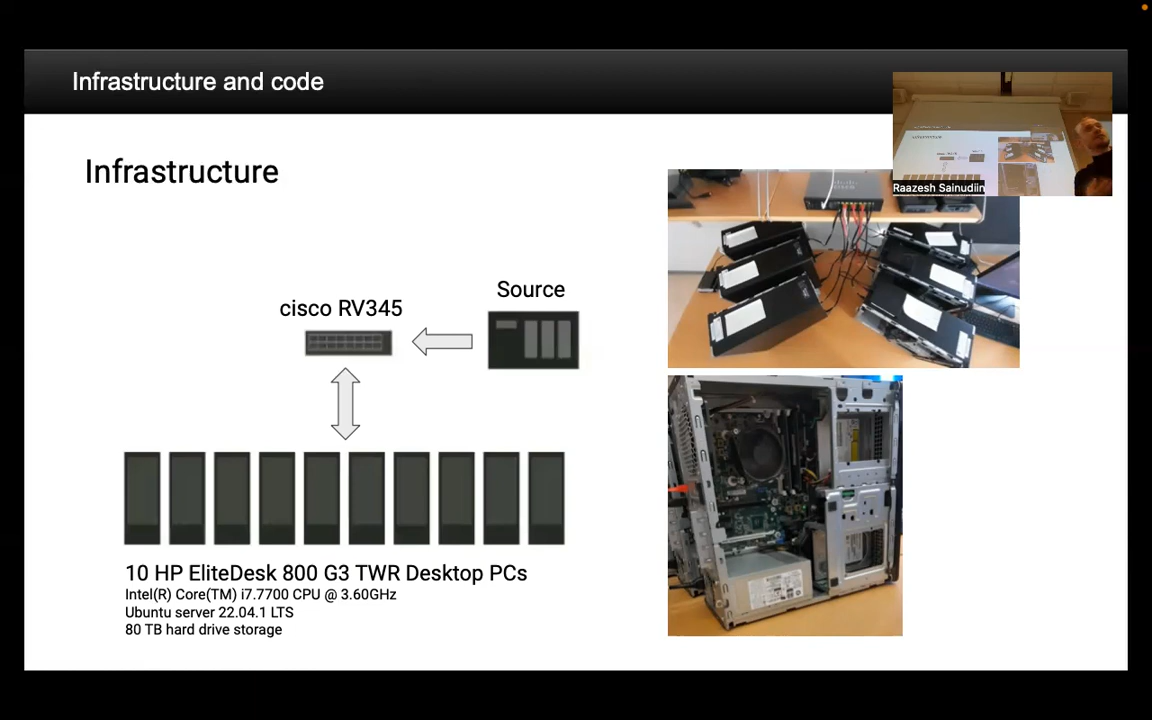 Infrastructure and code
Infrastructure
Raazesh Sainudiin
Source
cisco RV345
10 HP EliteDesk 800 G3 TWR Desktop PCs
Intel(R) Core(TM) i7.7700 CPU @ 3.60GHz
Ubuntu server 22.04.1 LTS
80 TB hard drive storage